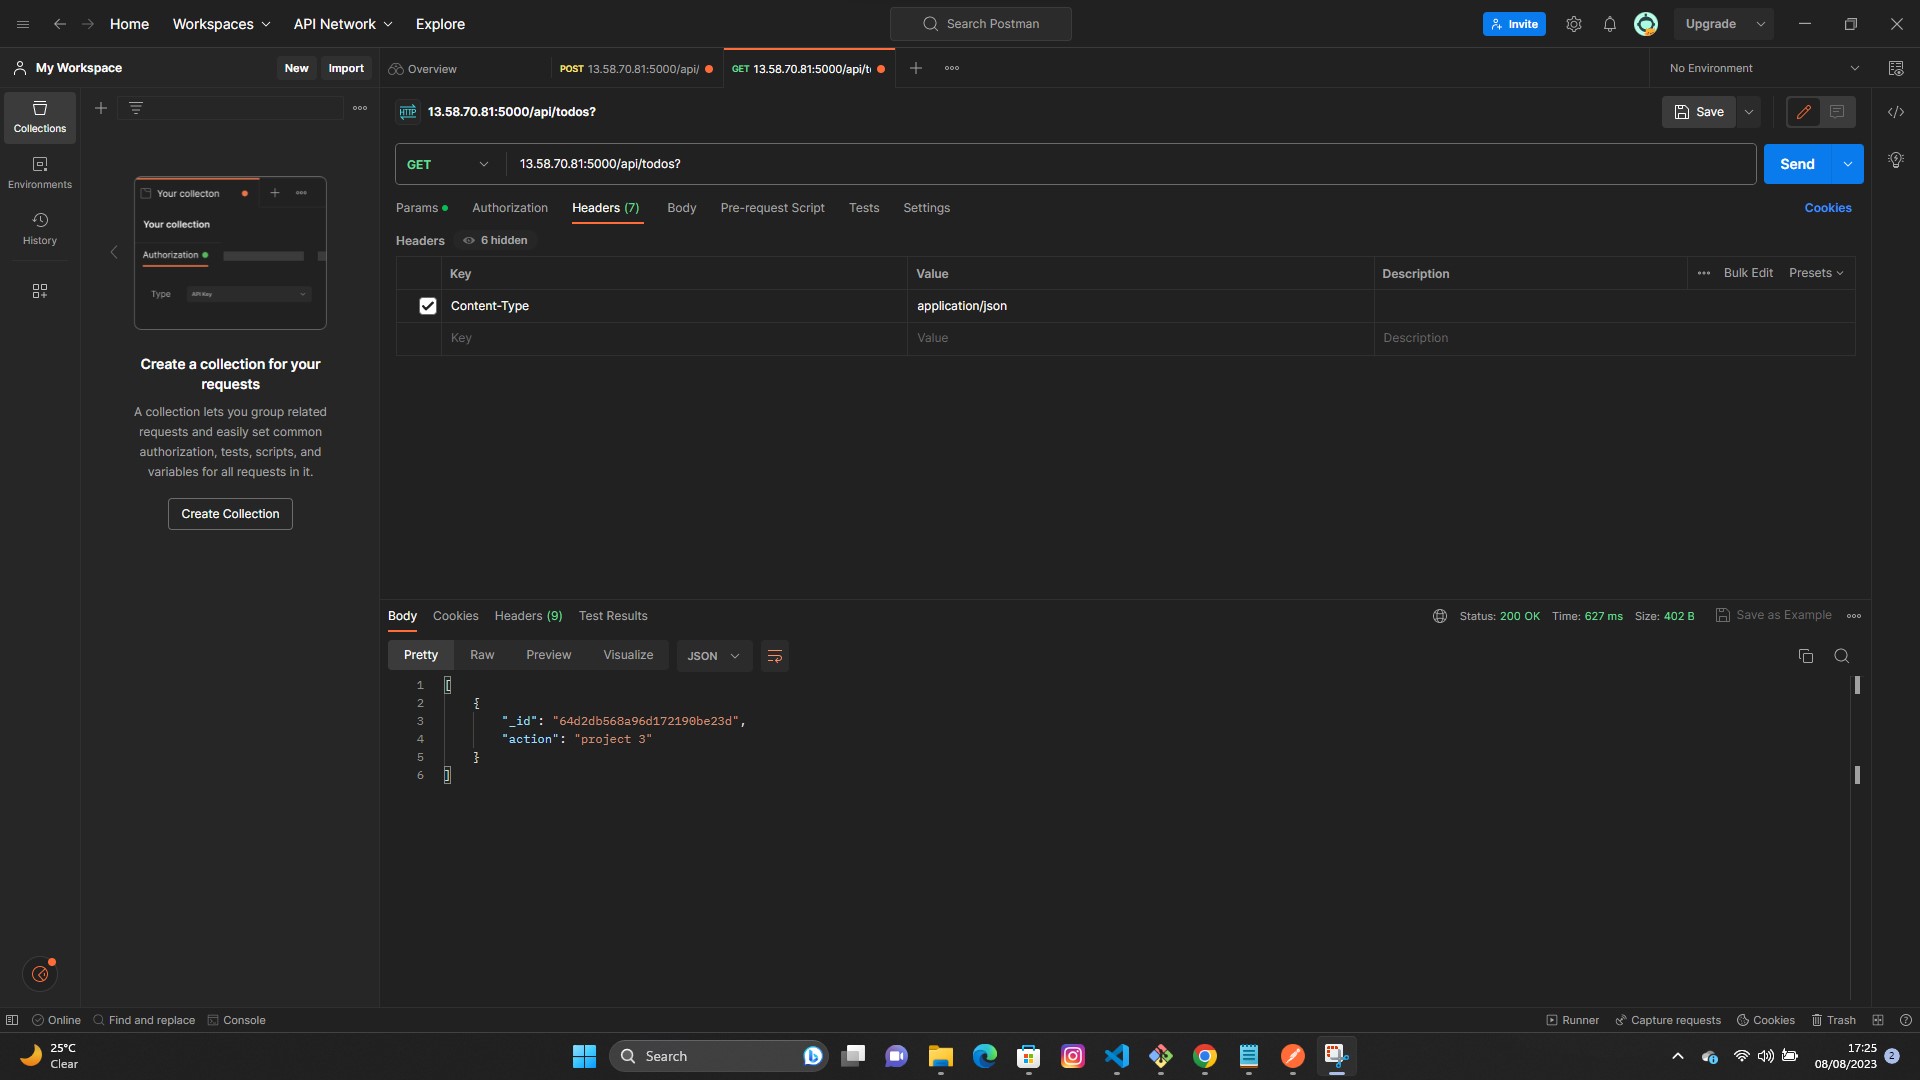 Home Workspaces API Network Explore Search Postman Invite Upgrade
My Workspace New Import Overview POST 13.58.70.81:5000/api/ GET 13.58.70.81:5000/api/t No Environment
Collections
Environments
History
Your collecton
Your collection
Authorization
Type API Key
Create a collection for your
requests
A collection lets you group related
requests and easily set common
authorization, tests, scripts, and
variables for all requests in it.
Create Collection
HTTP 13.58.70.81:5000/api/todos? Save
GET 13.58.70.81:5000/api/todos? Send
Params Authorization Headers (7) Body Pre-request Script Tests Settings Cookies
Headers 6 hidden
Key Value Description Bulk Edit Presets
Content-Type application/json
Key Value Description
Body Cookies Headers (9) Test Results Status: 200 OK Time: 627 ms Size: 402 B Save as Example
Pretty Raw Preview Visualize JSON
1 [
2 {
3 "_id": "64d2db568a96d172190be23d",
4 "action": "project 3"
5 }
6 ]
Online Find and replace Console Runner Capture requests Cookies Trash
25°C
Clear
Search
17:25
08/08/2023
2